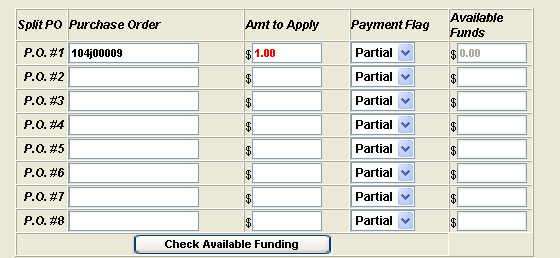 Split PO Purchase Order Amt to Apply Payment Flag Available Funds
P.O. #1 104j00009 $ 1.00 Partial $ 0.00
P.O. #2 $ Partial $
P.O. #3 $ Partial $
P.O. #4 $ Partial $
P.O. #5 $ Partial $
P.O. #6 $ Partial $
P.O. #7 $ Partial $
P.O. #8 $ Partial $
Check Available Funding